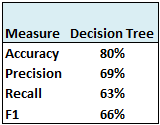 Measure Decision Tree
Accuracy 80%
Precision 69%
Recall 63%
F1 66%